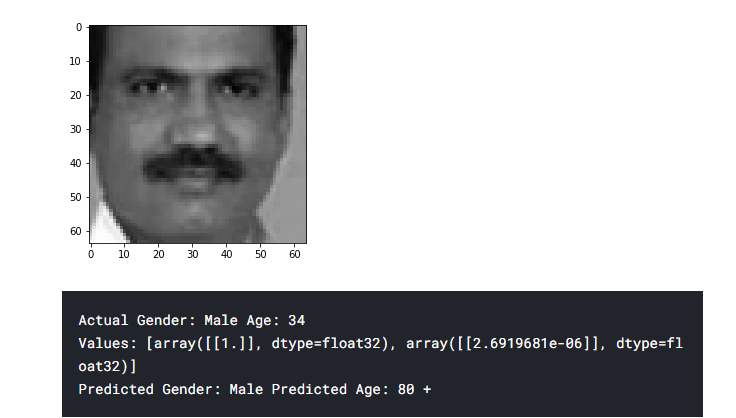 0
10
20
30
40
50
60
0 10 20 30 40 50 60
Actual Gender: Male Age: 34
Values: [array([[1.]], dtype=float32), array([[2.6919681e-06]], dtype=fl
oat32)]
Predicted Gender: Male Predicted Age: 80 +